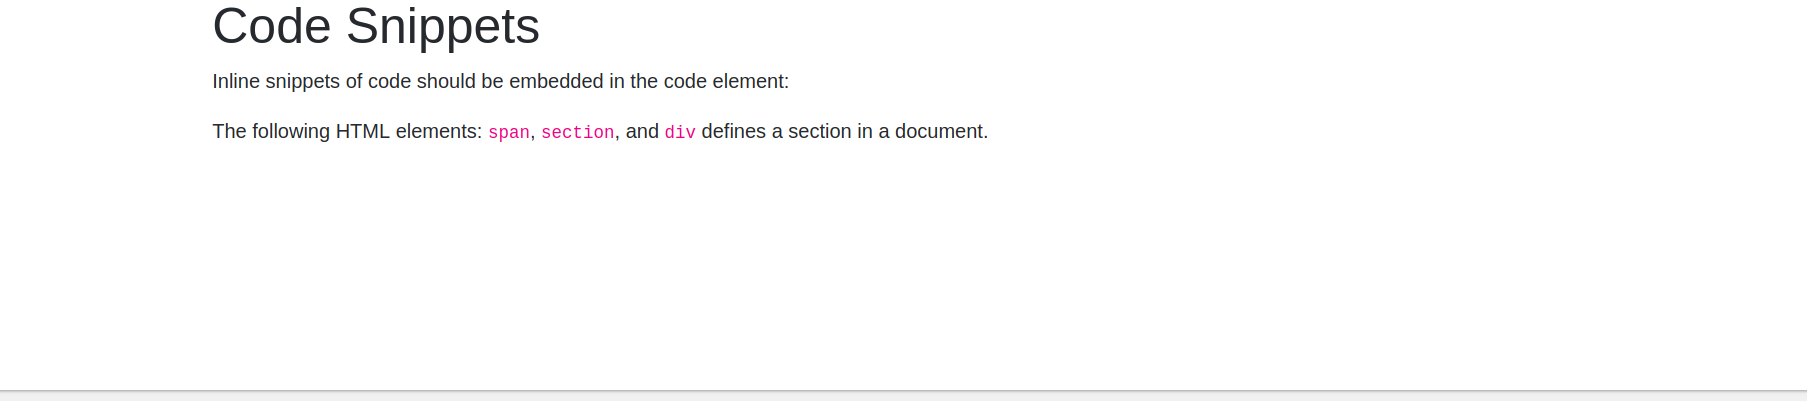 Code Snippets
Inline snippets of code should be embedded in the code element:
The following HTML elements: span, section, and div defines a section in a document.